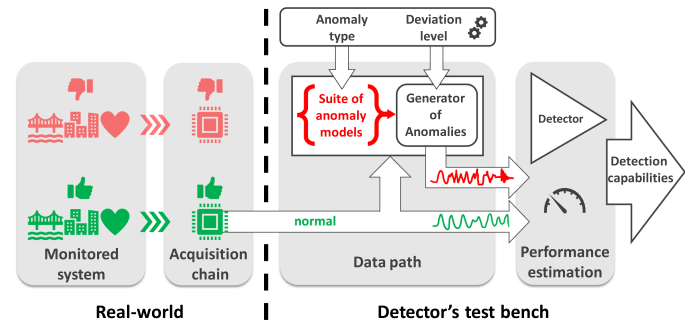 Anomaly
type
Deviation
level
Suite of
anomaly
models
Generator
of
Anomalies
Detector
Detection
capabilities
normal
Monitored
system
Acquisition
chain
Data path
Performance
estimation
Real-world
Detector's test bench